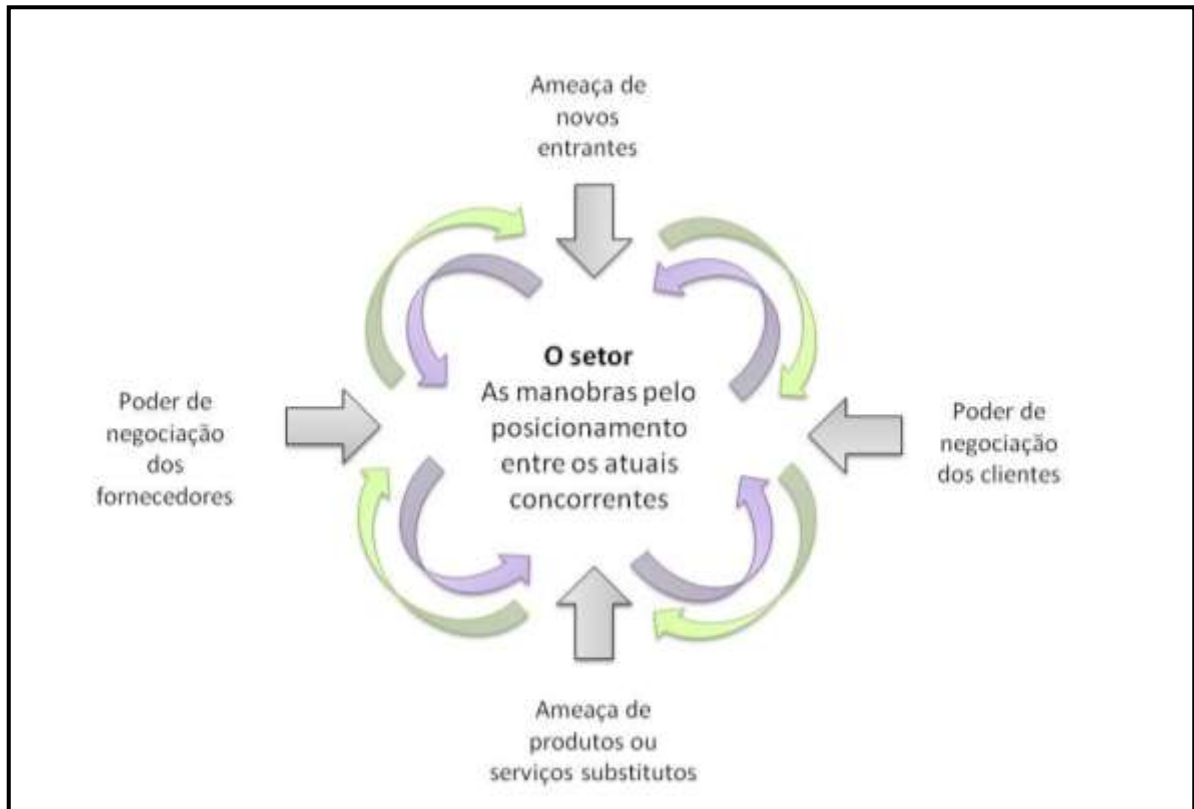 Ameaça de
novos
entrantes
O setor
As manobras pelo
posicionamento
entre os atuais
concorrentes
Poder de
negociação
dos
fornecedores
Poder de
negociação
dos clientes
Ameaça de
produtos ou
serviços substitutos